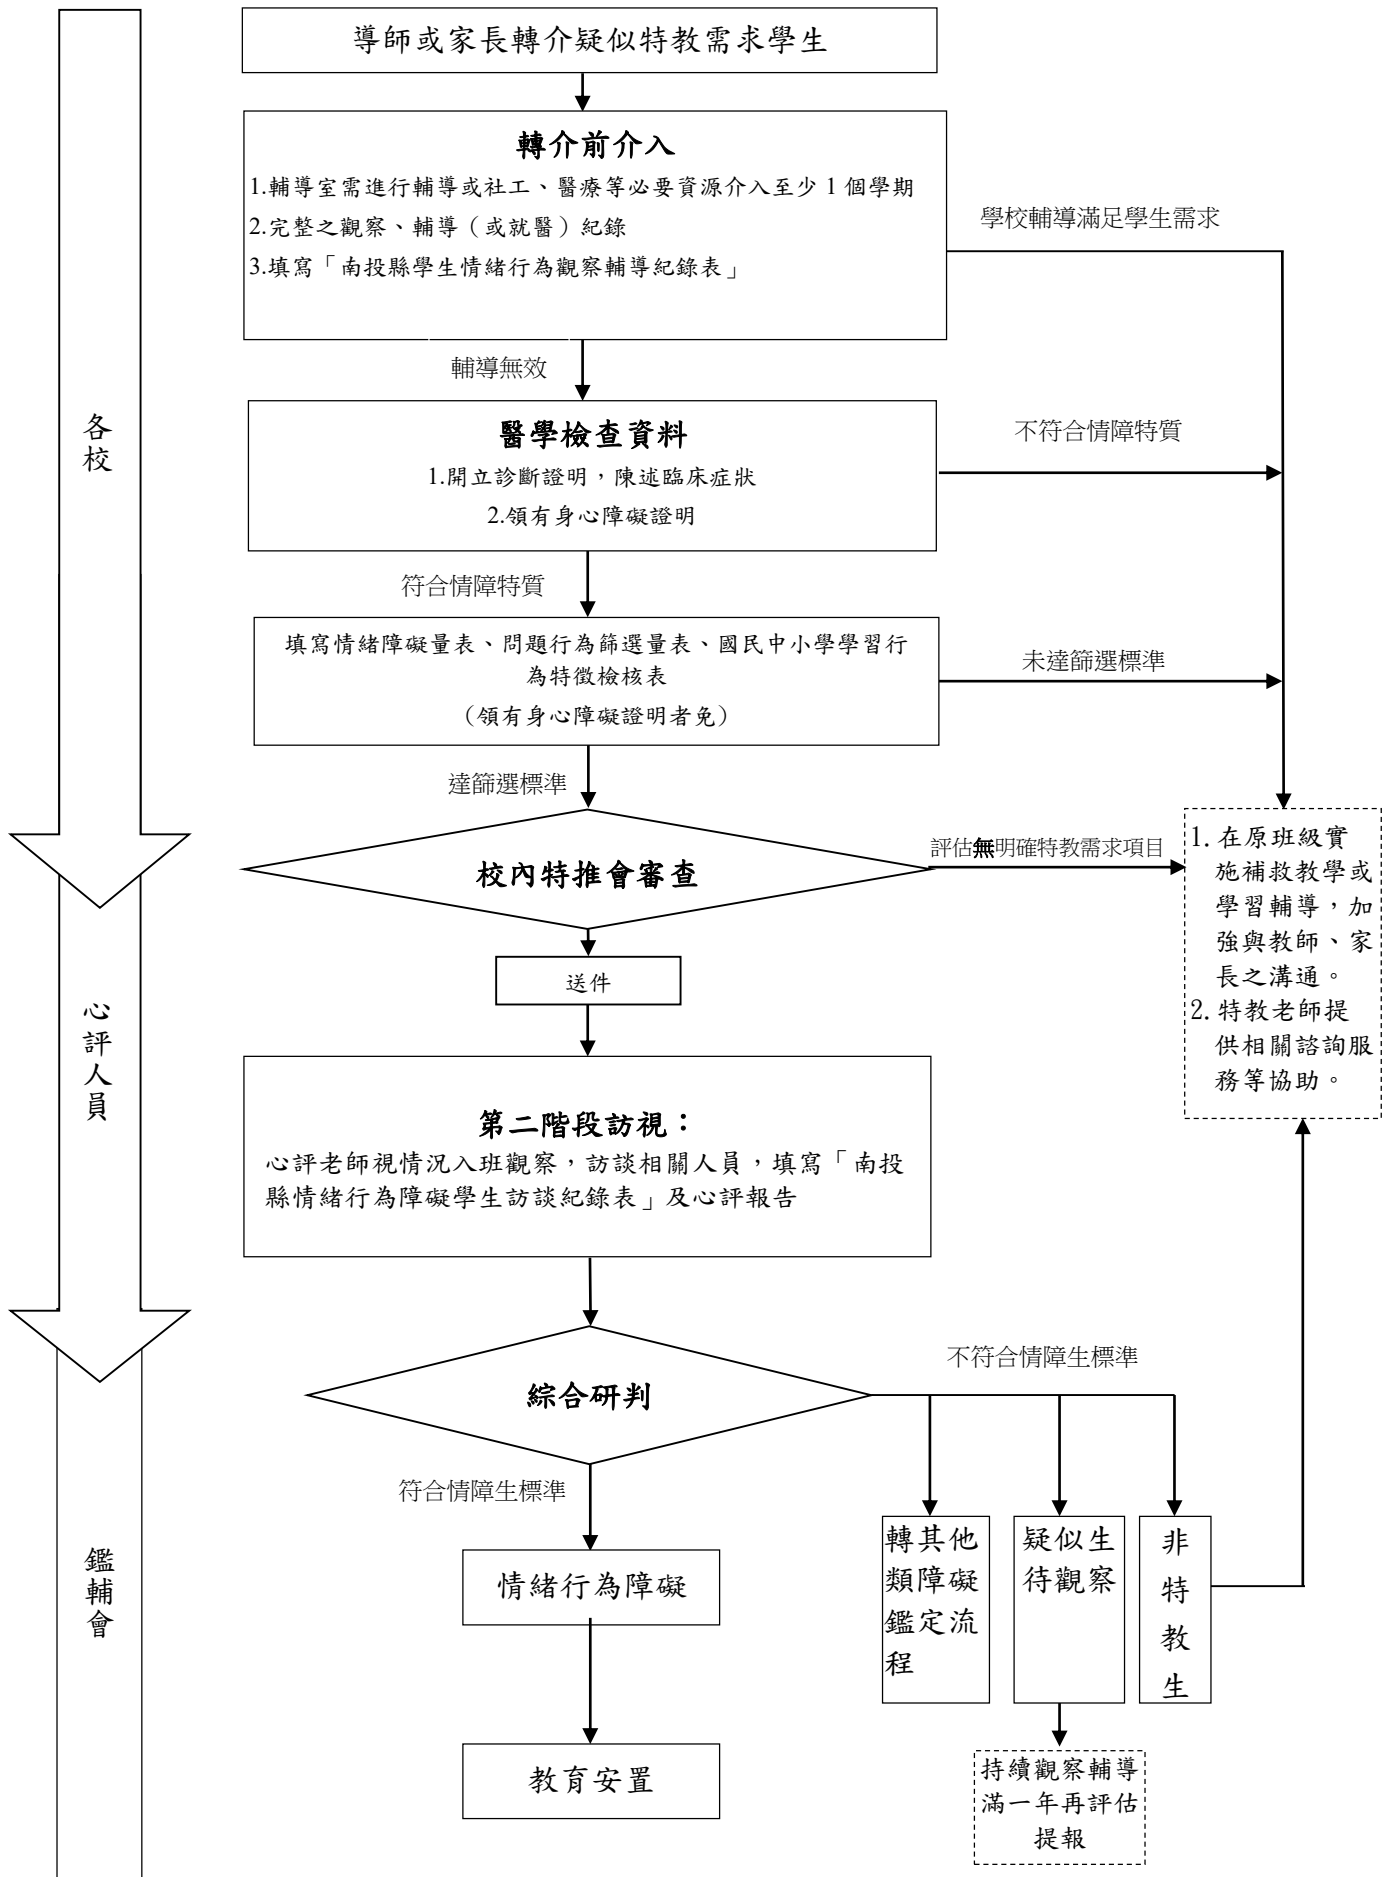 導師或家長轉介疑似特教需求學生
轉介前介入
1.輔導室需進行輔導或社工、醫療等必要資源介入至少 1 個學期
2.完整之觀察、輔導（或就醫）紀錄
3.填寫「南投縣學生情緒行為觀察輔導紀錄表」
學校輔導滿足學生需求
輔導無效
醫學檢查資料
1.開立診斷證明，陳述臨床症狀
2.領有身心障礙證明
不符合情障特質
各校
符合情障特質
填寫情緒障礙量表、問題行為篩選量表、國民中小學學習行
為特徵檢核表
（領有身心障礙證明者免）
未達篩選標準
達篩選標準
校內特推會審查
評估無明確特教需求項目
1. 在原班級實
施補救教學或
學習輔導，加
強與教師、家
長之溝通。
2. 特教老師提
供相關諮詢服
務等協助。
送件
心評人員
第二階段訪視：
心評老師視情況入班觀察，訪談相關人員，填寫「南投
縣情緒行為障礙學生訪談紀錄表」及心評報告
綜合研判
不符合情障生標準
符合情障生標準
鑑輔會
情緒行為障礙
轉其他
類障礙
鑑定流
程
疑似生
待觀察
非
特
教
生
教育安置
持續觀察輔導
滿一年再評估
提報